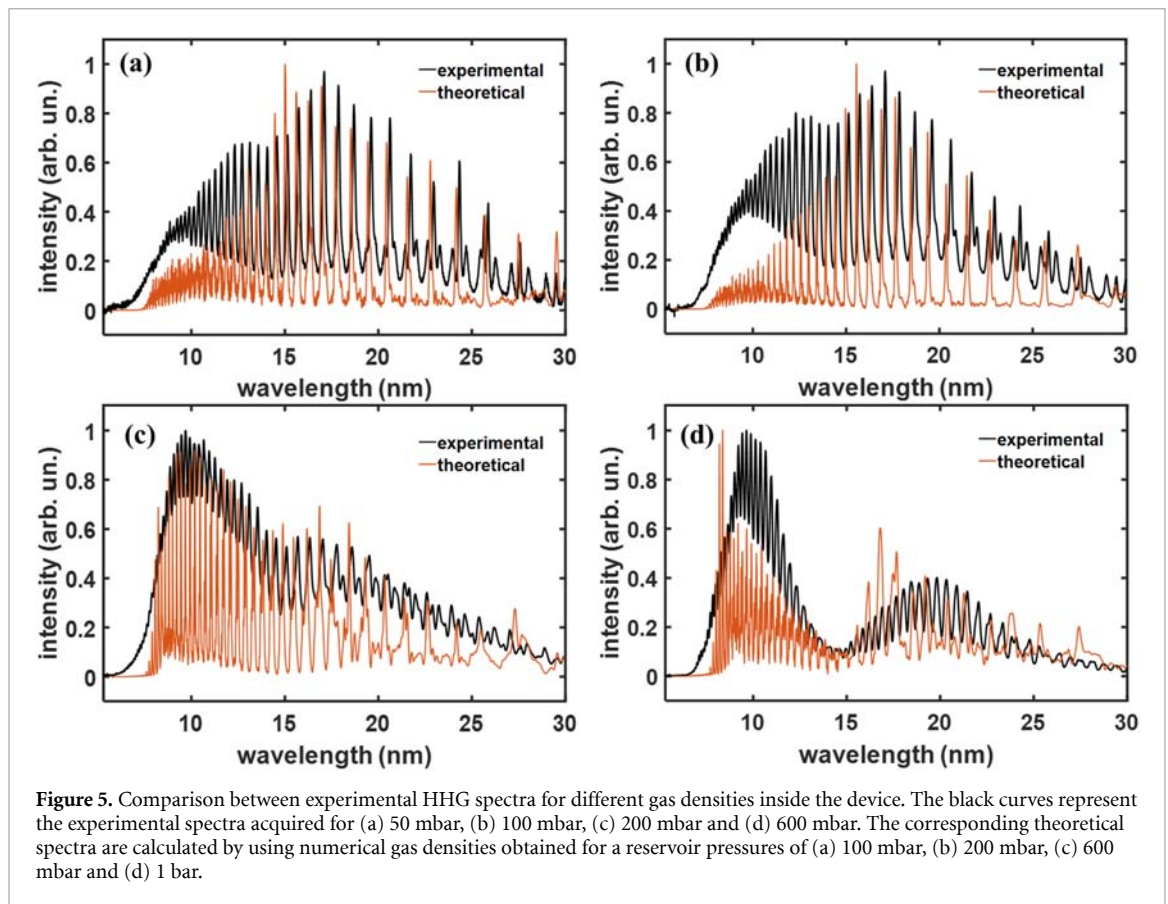 (a)
experimental
theoretical
intensity (arb. un.)
1
0.8
0.6
0.4
0.2
0
10 15 20 25 30
wavelength (nm)
(b)
experimental
theoretical
intensity (arb. un.)
1
0.8
0.6
0.4
0.2
0
10 15 20 25 30
wavelength (nm)
(c)
experimental
theoretical
intensity (arb. un.)
1
0.8
0.6
0.4
0.2
0
10 15 20 25 30
wavelength (nm)
(d)
experimental
theoretical
intensity (arb. un.)
1
0.8
0.6
0.4
0.2
0
10 15 20 25 30
wavelength (nm)
Figure 5. Comparison between experimental HHG spectra for different gas densities inside the device. The black curves represent
the experimental spectra acquired for (a) 50 mbar, (b) 100 mbar, (c) 200 mbar and (d) 600 mbar. The corresponding theoretical
spectra are calculated by using numerical gas densities obtained for a reservoir pressures of (a) 100 mbar, (b) 200 mbar, (c) 600
mbar and (d) 1 bar.